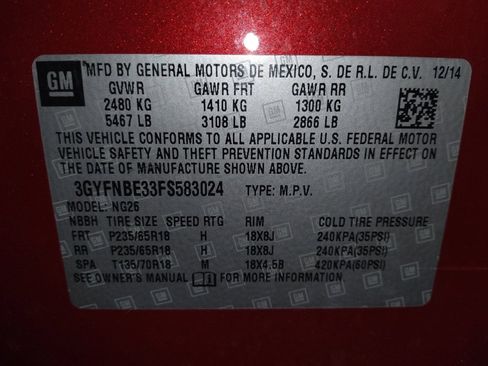 GM
MFD BY GENERAL MOTORS DE MEXICO, S. DE R.L. DE C.V. 12/14
GVWR GAWR FRT GAWR RR
2480 KG 1410 KG 1300 KG
5467 LB 3108 LB 2866 LB
THIS VEHICLE CONFORMS TO ALL APPLICABLE U.S. FEDERAL MOTOR
VEHICLE SAFETY AND THEFT PREVENTION STANDARDS IN EFFECT ON
THE DATE OF MANUFACTURE SHOWN ABOVE.
3GYFNBE33FS583024 TYPE: M.P.V.
MODEL: NG26
NBBH TIRE SIZE SPEED RTG RIM COLD TIRE PRESSURE
FRT P235/65R18 H 18X8J 240KPA(35PSI)
RR P235/65R18 H 18X8J 240KPA(35PSI)
SPA T135/70R18 M 18X4.5B 420KPA(60PSI)
SEE OWNER'S MANUAL FOR MORE INFORMATION.